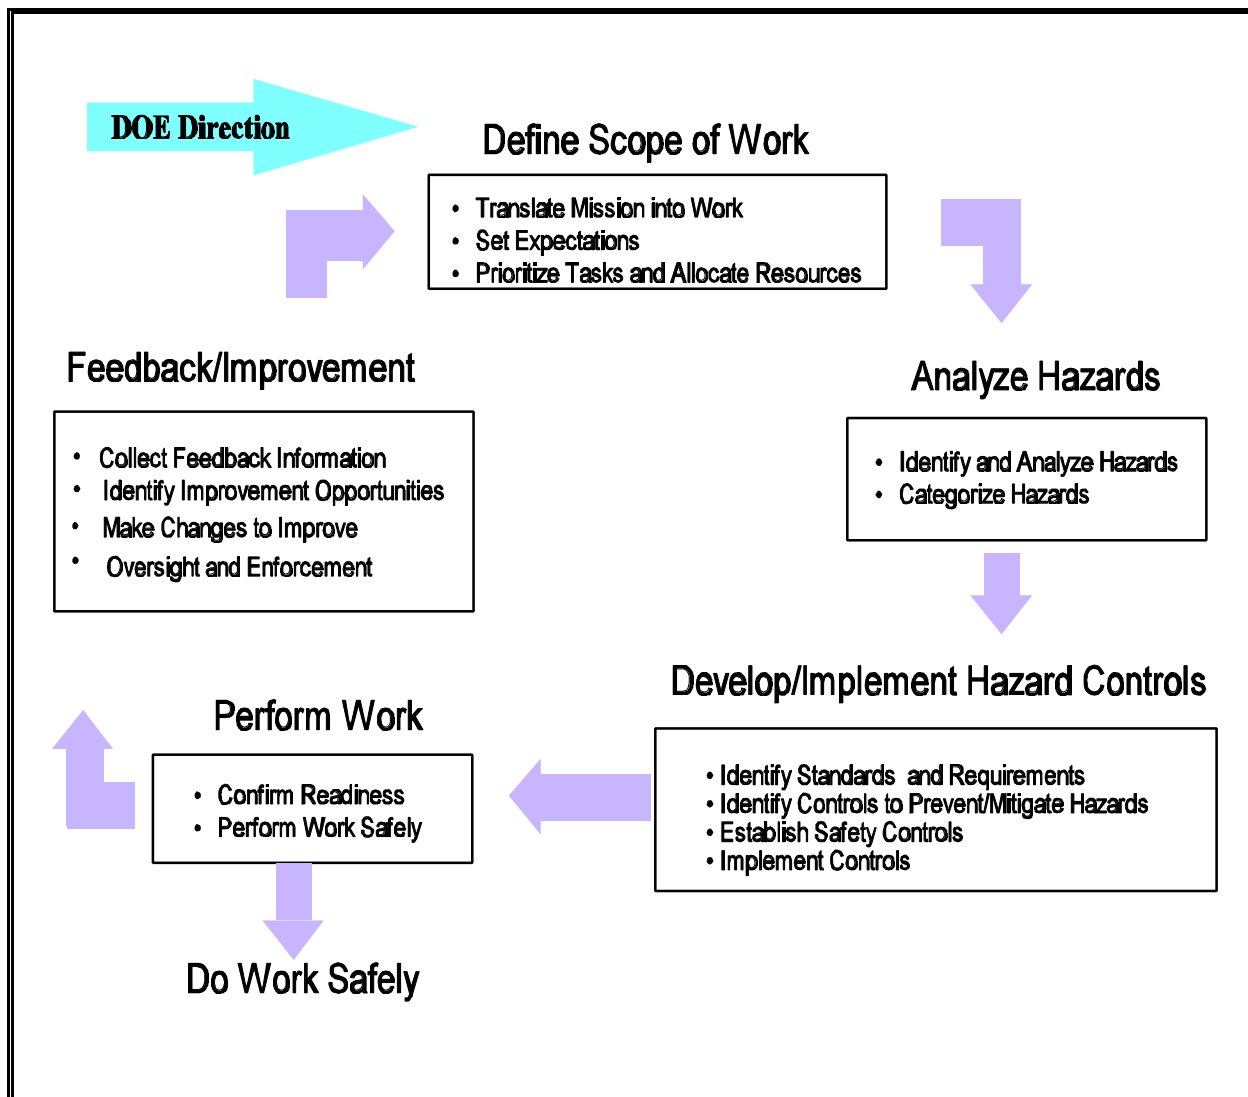 DOE Direction
Define Scope of Work
• Translate Mission into Work
• Set Expectations
• Prioritize Tasks and Allocate Resources
Analyze Hazards
• Identify and Analyze Hazards
• Categorize Hazards
Develop/Implement Hazard Controls
• Identify Standards and Requirements
• Identify Controls to Prevent/Mitigate Hazards
• Establish Safety Controls
• Implement Controls
Perform Work
• Confirm Readiness
• Perform Work Safely
Do Work Safely
Feedback/Improvement
• Collect Feedback Information
• Identify Improvement Opportunities
• Make Changes to Improve
• Oversight and Enforcement